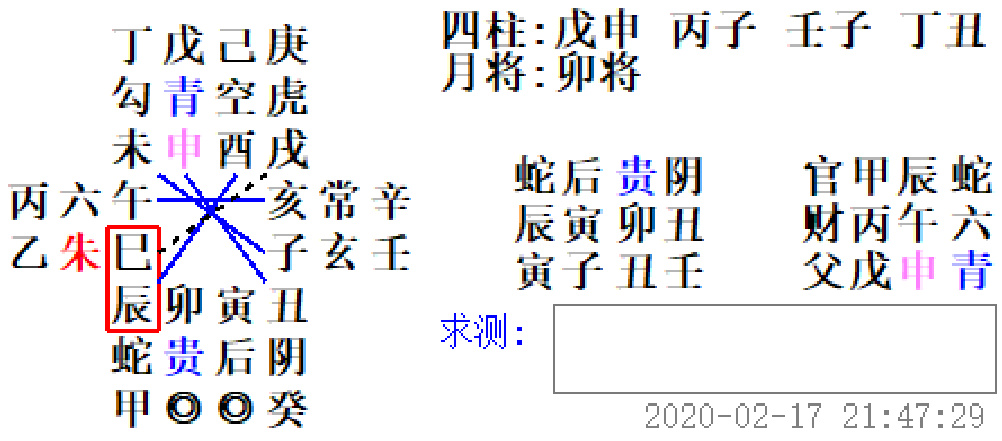 丁戊己庚
勾青空虎
未申酉戌
丙六午 亥常辛
乙朱巳 子玄壬
辰卯寅丑
蛇贵后阴
甲◎◎癸
四柱:戊申 丙子 壬子 丁丑
月将:卯将
蛇后贵阴 官甲辰蛇
辰寅卯丑 财丙午六
寅子丑壬 父戊申青
求测:
2020-02-17 21:47:29